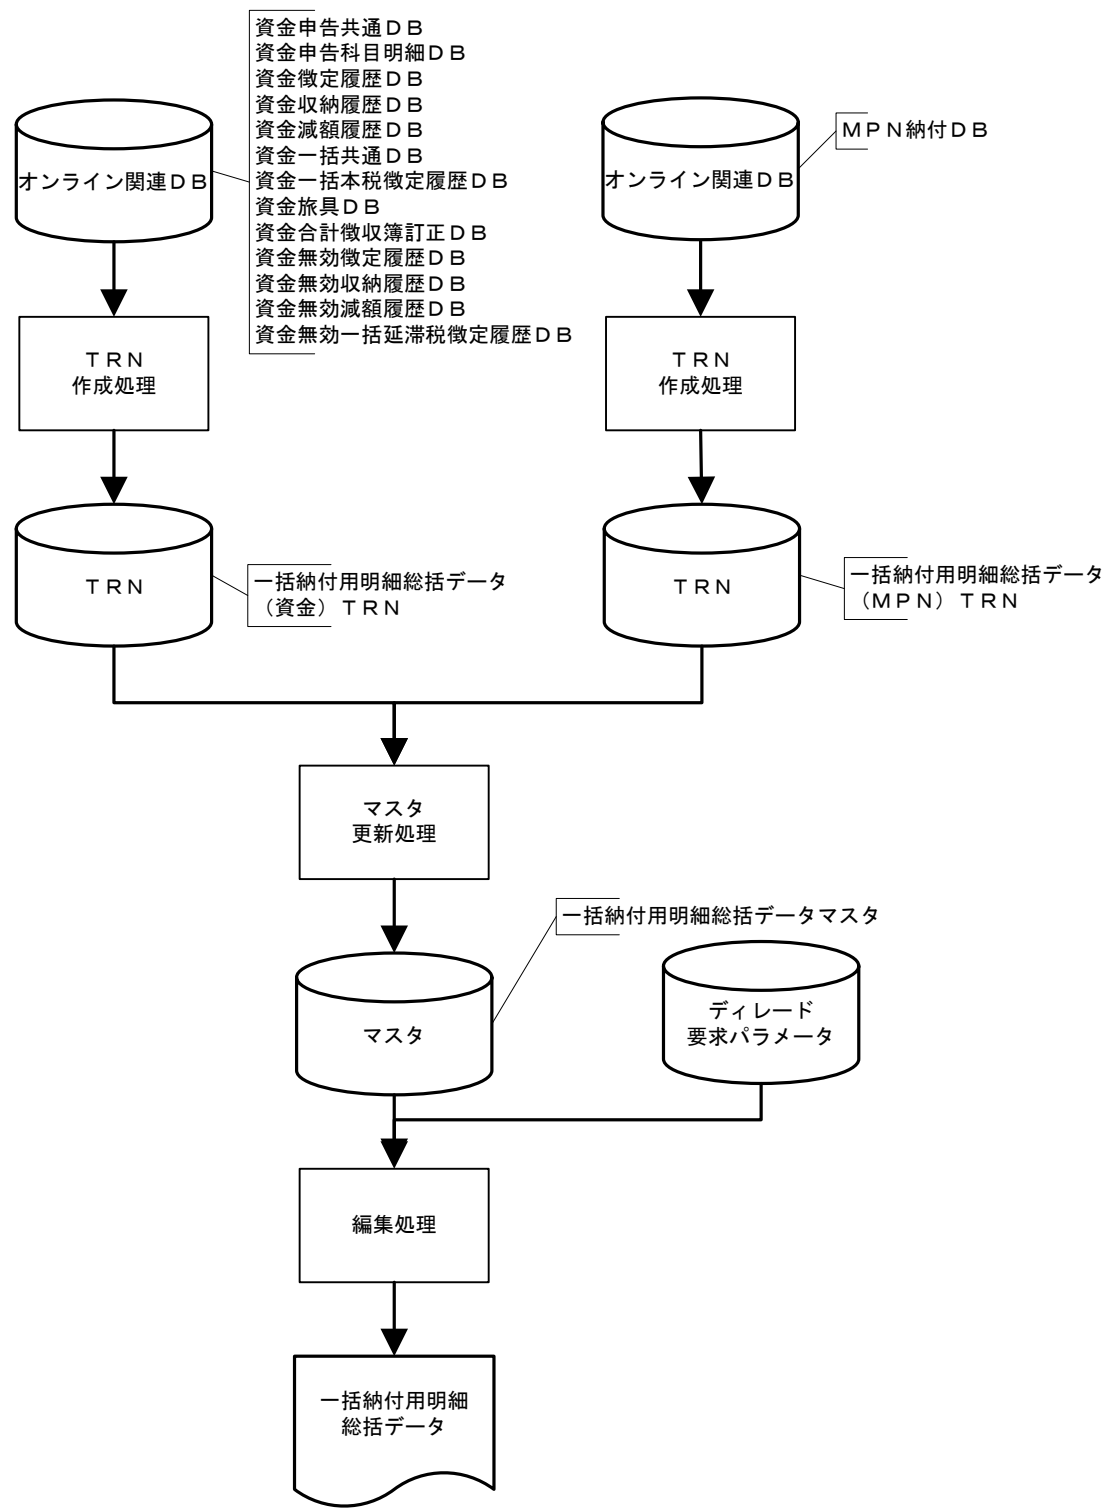 資金申告共通ＤＢ
資金申告科目明細ＤＢ
資金徴定履歴ＤＢ
資金収納履歴ＤＢ
資金減額履歴ＤＢ
資金一括共通ＤＢ
資金一括本税徴定履歴ＤＢ
資金旅具ＤＢ
資金合計徴収簿訂正ＤＢ
資金無効徴定履歴ＤＢ
資金無効収納履歴ＤＢ
資金無効減額履歴ＤＢ
資金無効一括延滞税徴定履歴ＤＢ
オンライン関連ＤＢ
ＭＰＮ納付ＤＢ
オンライン関連ＤＢ
ＴＲＮ
作成処理
ＴＲＮ
作成処理
ＴＲＮ
一括納付用明細総括データ
（資金）ＴＲＮ
ＴＲＮ
一括納付用明細総括データ
（ＭＰＮ）ＴＲＮ
マスタ
更新処理
一括納付用明細総括データマスタ
マスタ
ディレード
要求パラメータ
編集処理
一括納付用明細
総括データ